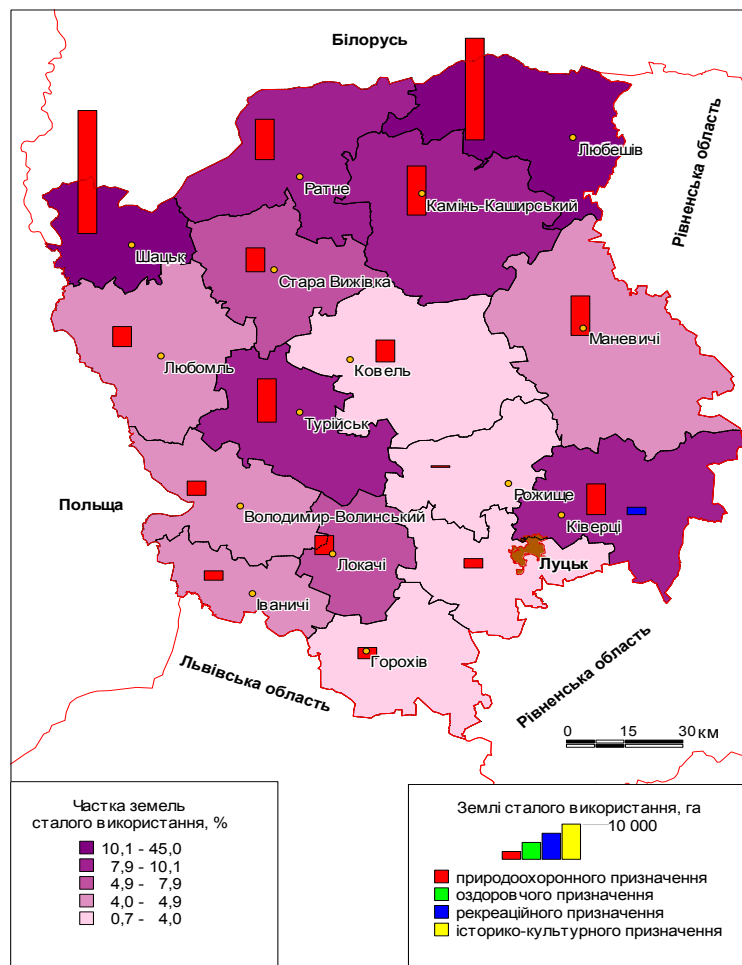 Білорусь
Любешів
Рівненська область
Ратне
Камінь-Каширський
Шацьк
Стара Вижівка
Маневичі
Любомль
Ковель
Турійськ
Польща
Рожище
Володимир-Волинський
Ківерці
Локачі
Луцьк
Іваничі
Горохів
Львівська область
Рівненська область
0 15 30 км
Частка земель
сталого використання, %
10,1 - 45,0
7,9 - 10,1
4,9 - 7,9
4,0 - 4,9
0,7 - 4,0
Землі сталого використання, га
10 000
природоохоронного призначення
оздоровчого призначення
рекреаційного призначення
історико-культурного призначення